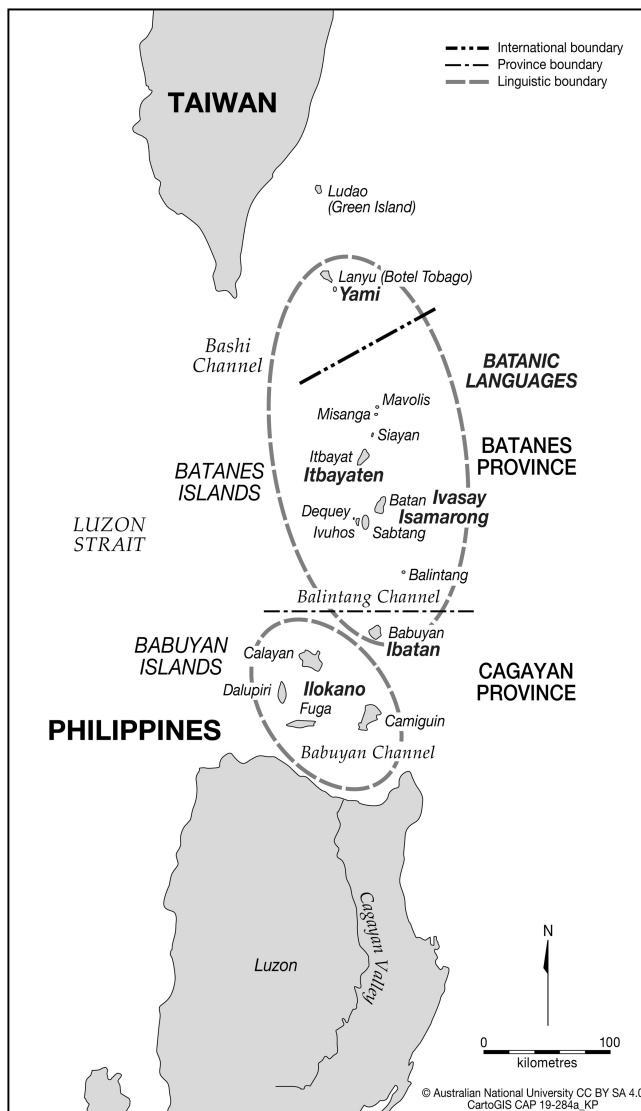 International boundary
Province boundary
Linguistic boundary
TAIWAN
Ludao
(Green Island)
Lanyu (Botel Tobago)
Yami
Bashi
Channel
BATANIC
LANGUAGES
Mavolis
Misanga
Siayan
Itbayat
Itbayaten
BATANES
PROVINCE
BATANES
ISLANDS
Batan Ivasay
Isamarong
Dequey
Ivuhos
Sabtang
LUZON
STRAIT
Balintang
Balintang Channel
BABUYAN
ISLANDS
Babuyan
Ibatan
Calayan
CAGAYAN
PROVINCE
Dalupiri
Ilokano
Fuga
Camiguin
PHILIPPINES
Babuyan Channel
Cagayan Valley
Luzon
N
0 100
kilometres
© Australian National University CC BY SA 4.0
CartoGIS CAP 19-284a_KP